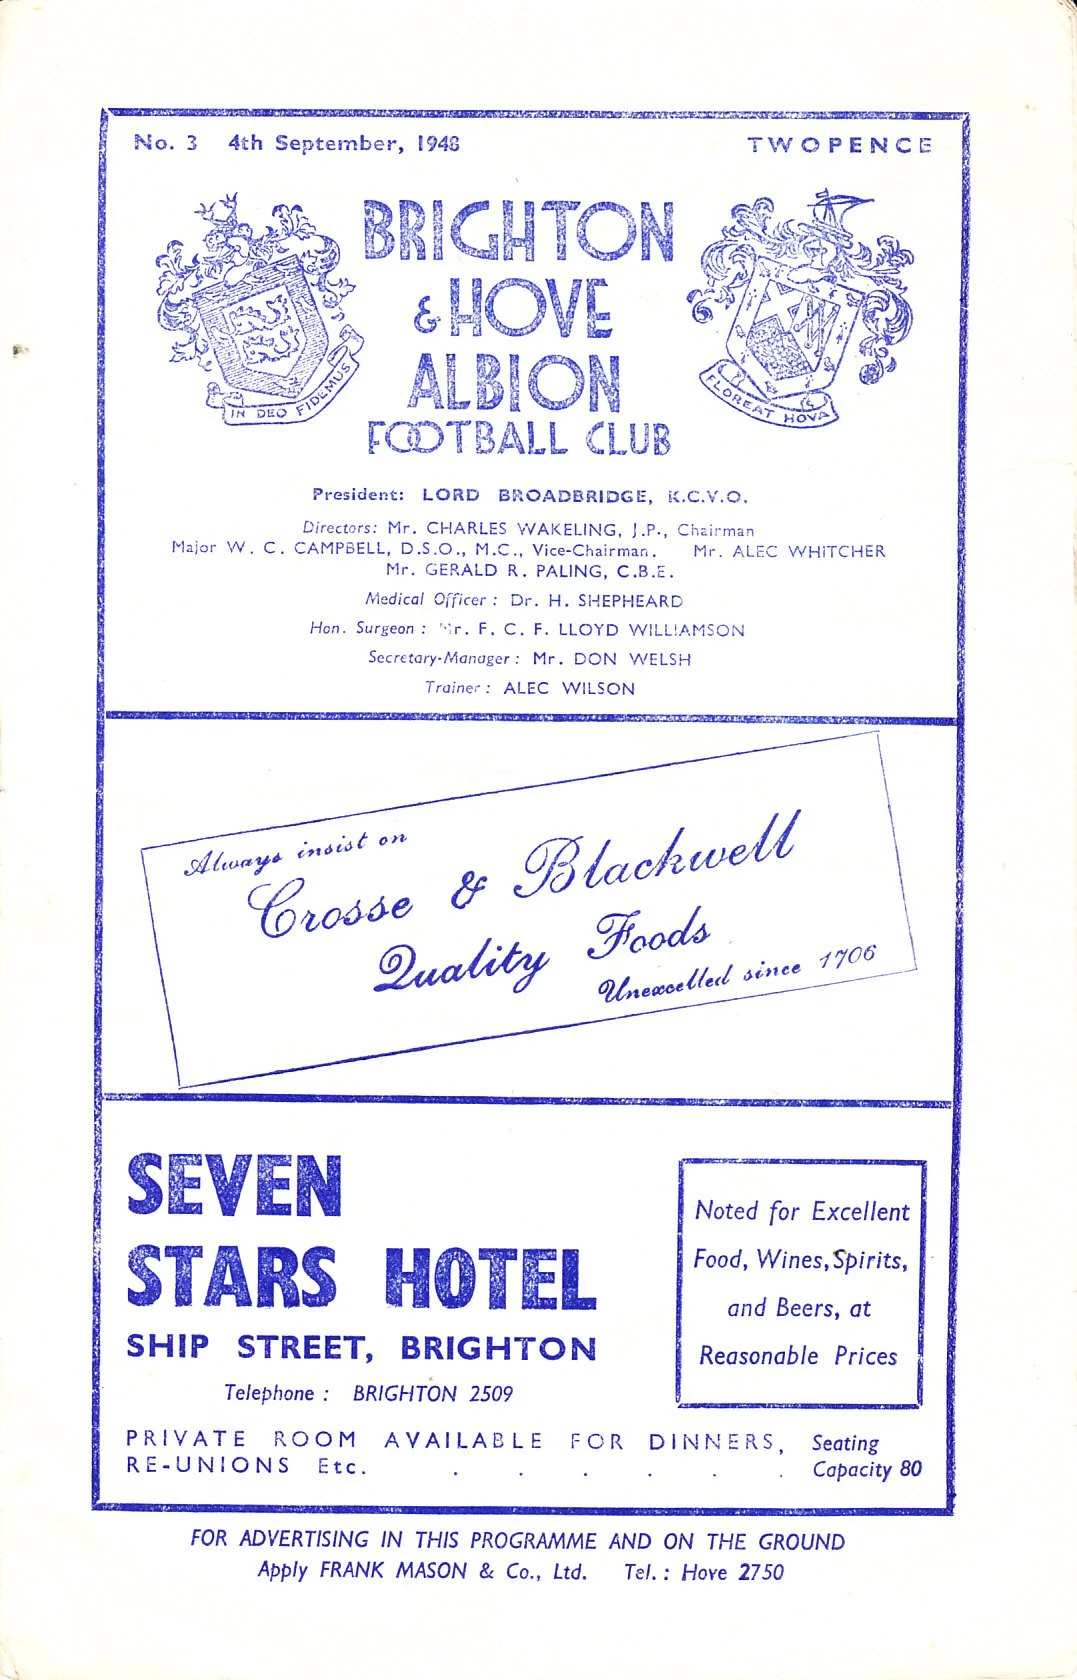 No. 3 4th September, 1948
TWOPENCE
BRIGHTON
& HOVE
ALBION
FOOTBALL CLUB
IN DEO FIDEMUS
FLOREAT HOVA
President: LORD BROADBRIDGE, K.C.V.O.
Directors: Mr. CHARLES WAKELING, J.P., Chairman
Major W. C. CAMPBELL, D.S.O., M.C., Vice-Chairman. Mr. ALEC WHITCHER
Mr. GERALD R. PALING, C.B.E.
Medical Officer : Dr. H. SHEPHEARD
Hon. Surgeon : Mr. F. C. F. LLOYD WILLIAMSON
Secretary-Manager : Mr. DON WELSH
Trainer : ALEC WILSON
Always insist on
Crosse & Blackwell
Quality Foods
Unexcelled since 1706
SEVEN
STARS HOTEL
SHIP STREET, BRIGHTON
Telephone : BRIGHTON 2509
Noted for Excellent
Food, Wines, Spirits,
and Beers, at
Reasonable Prices
PRIVATE ROOM AVAILABLE FOR DINNERS, Seating
RE-UNIONS Etc. . . . . . Capacity 80
FOR ADVERTISING IN THIS PROGRAMME AND ON THE GROUND
Apply FRANK MASON & Co., Ltd. Tel. : Hove 2750